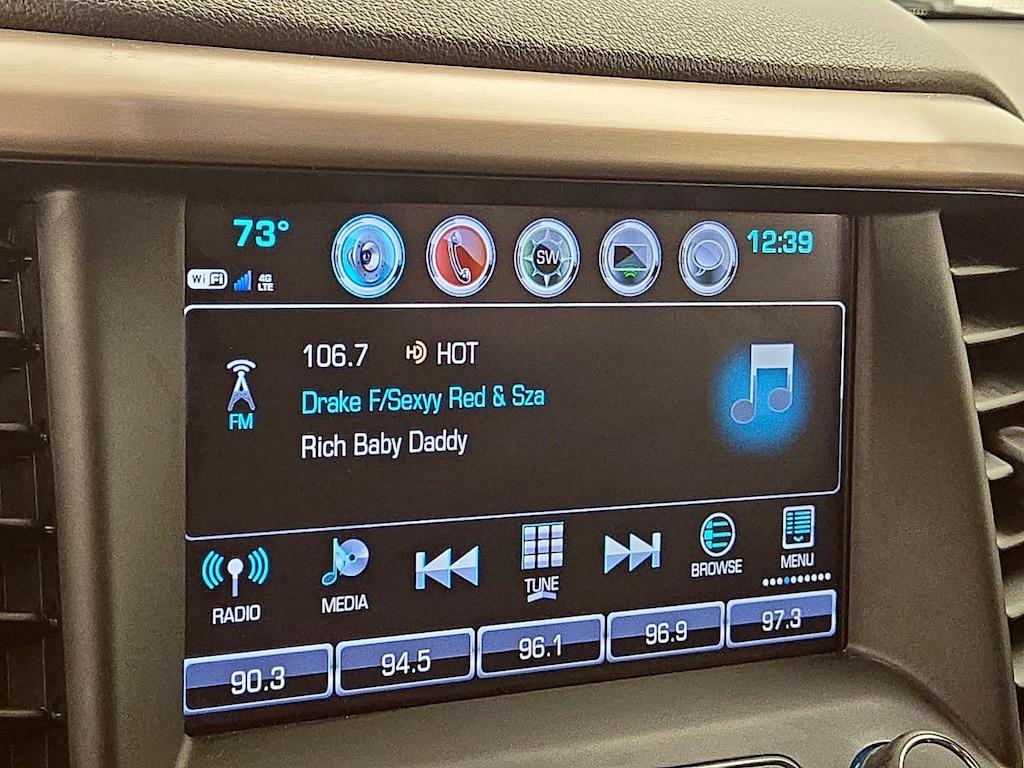 73° 12:39
WiFi 4G LTE
SW
106.7 HD HOT
Drake F/Sexyy Red & Sza
FM
Rich Baby Daddy
RADIO MEDIA TUNE BROWSE MENU
90.3 94.5 96.1 96.9 97.3